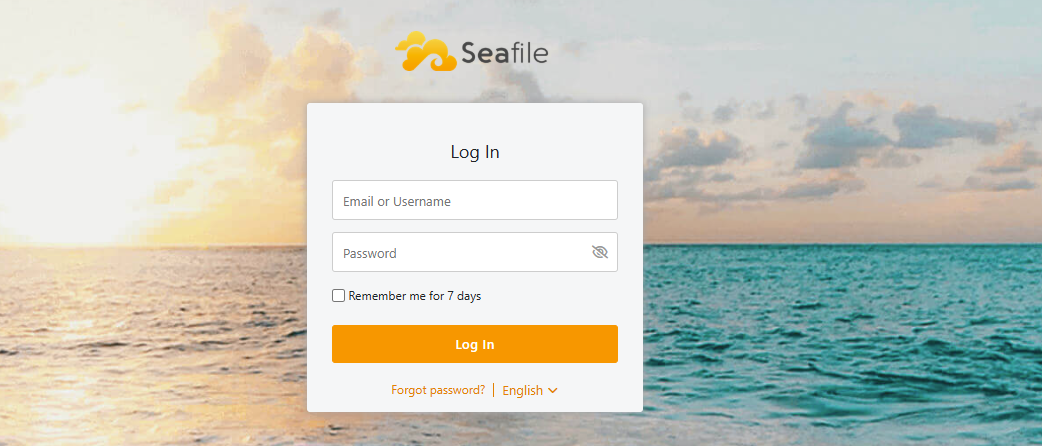 Seafile
Log In
Email or Username
Password
Remember me for 7 days
Log In
Forgot password? | English